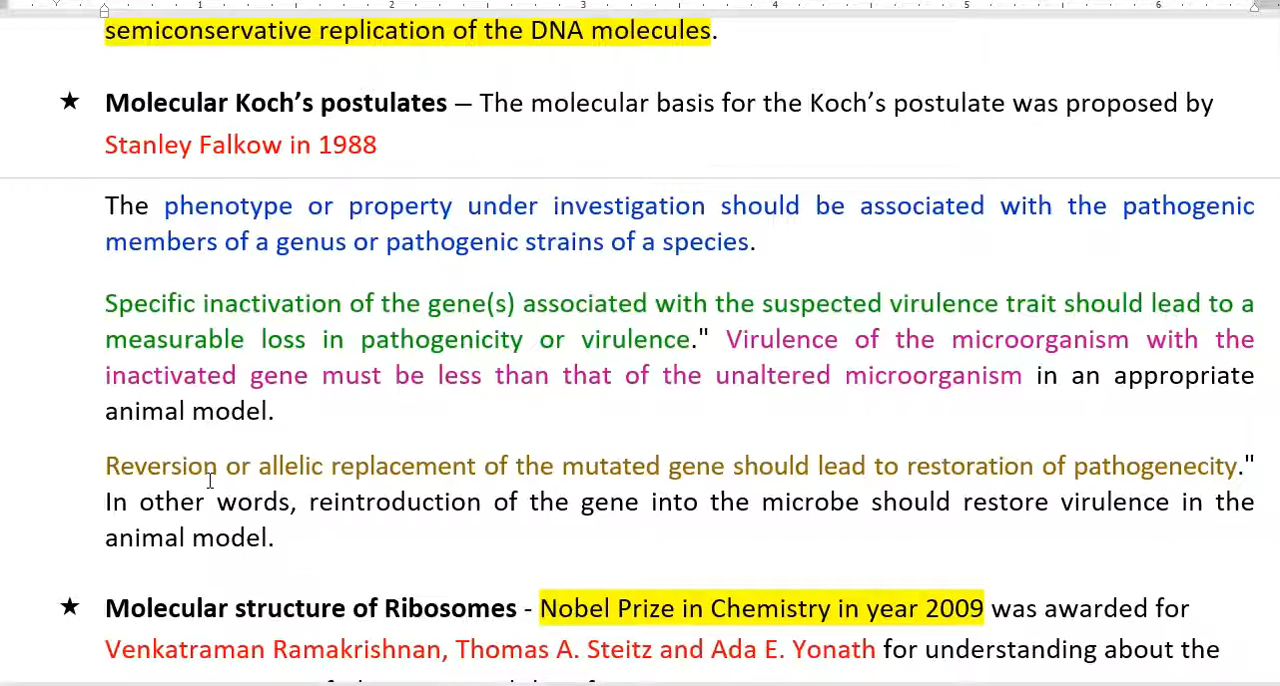 1 2 3 4 5 6
semiconservative replication of the DNA molecules.
★ Molecular Koch’s postulates – The molecular basis for the Koch’s postulate was proposed by
Stanley Falkow in 1988
The phenotype or property under investigation should be associated with the pathogenic
members of a genus or pathogenic strains of a species.
Specific inactivation of the gene(s) associated with the suspected virulence trait should lead to a
measurable loss in pathogenicity or virulence." Virulence of the microorganism with the
inactivated gene must be less than that of the unaltered microorganism in an appropriate
animal model.
Reversion or allelic replacement of the mutated gene should lead to restoration of pathogenecity."
In other words, reintroduction of the gene into the microbe should restore virulence in the
animal model.
★ Molecular structure of Ribosomes - Nobel Prize in Chemistry in year 2009 was awarded for
Venkatraman Ramakrishnan, Thomas A. Steitz and Ada E. Yonath for understanding about the